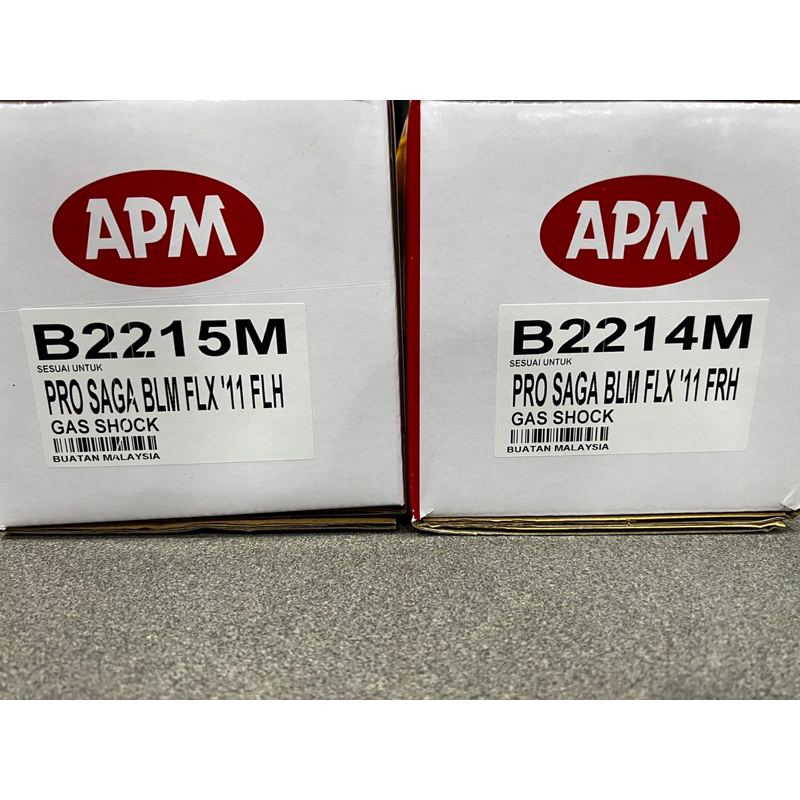 APM
B2215M
SESUAI UNTUK
PRO SAGA BLM FLX '11 FLH
GAS SHOCK
BUATAN MALAYSIA
APM
B2214M
SESUAI UNTUK
PRO SAGA BLM FLX '11 FRH
GAS SHOCK
BUATAN MALAYSIA